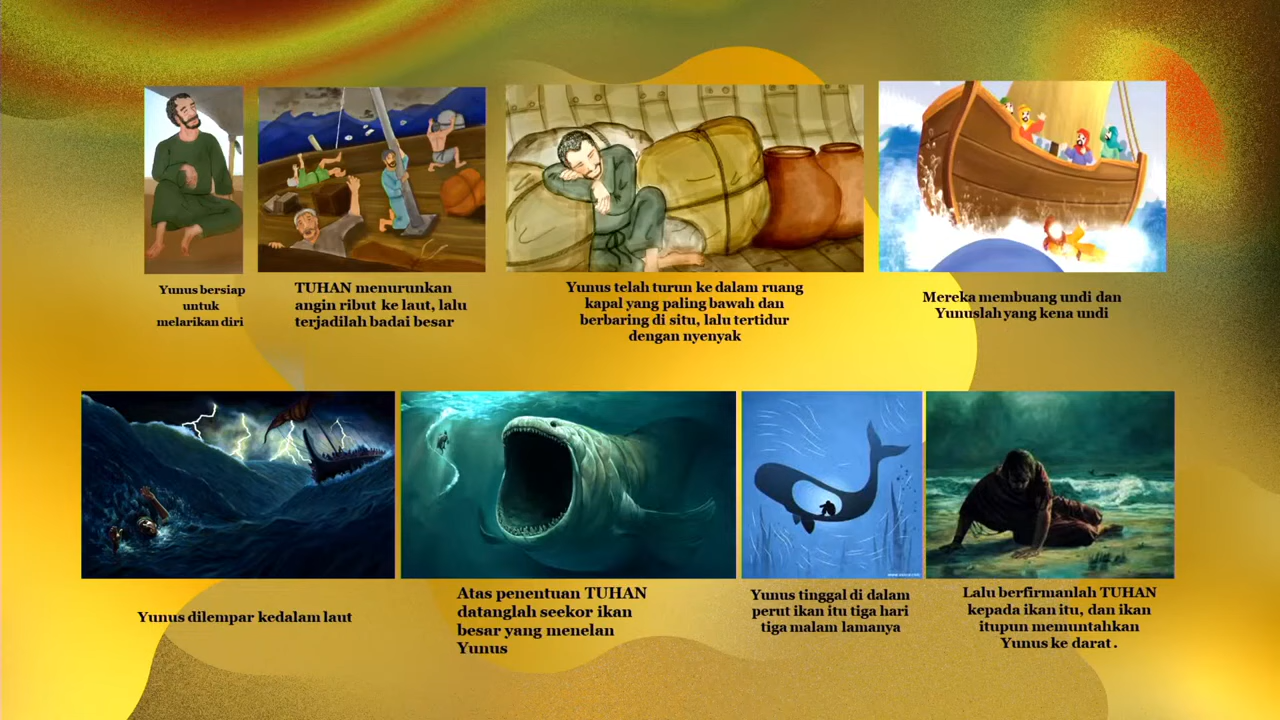 Yunus bersiap
untuk
melarikan diri
TUHAN menurunkan
angin ribut ke laut, lalu
terjadilah badai besar
Yunus telah turun ke dalam ruang
kapal yang paling bawah dan
berbaring di situ, lalu tertidur
dengan nyenyak
Mereka membuang undi dan
Yunuslah yang kena undi
Yunus dilempar kedalam laut
Atas penentuan TUHAN
datanglah seekor ikan
besar yang menelan
Yunus
Yunus tinggal di dalam
perut ikan itu tiga hari
tiga malam lamanya
Lalu berfirmanlah TUHAN
kepada ikan itu, dan ikan
itupun memuntahkan
Yunus ke darat .